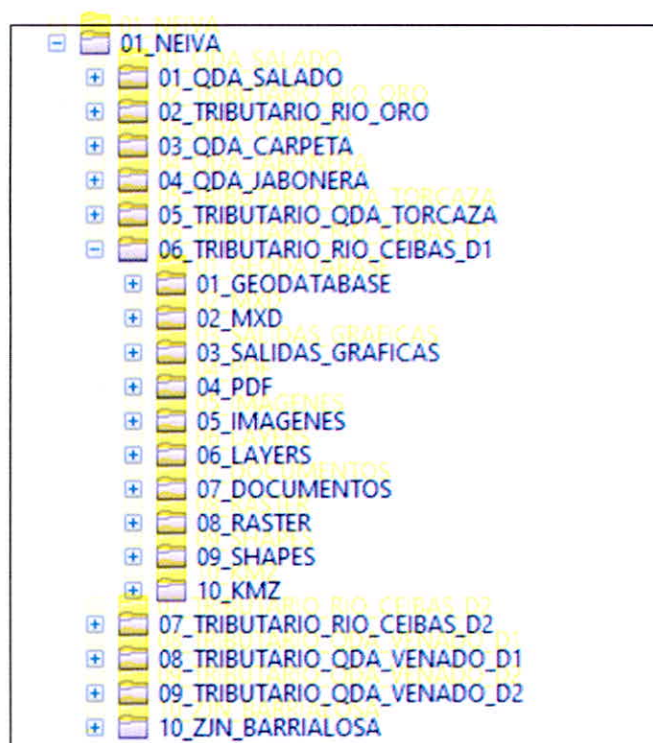 01_NEIVA
01_QDA_SALADO
02_TRIBUTARIO_RIO_ORO
03_QDA_CARPETA
04_QDA_JABONERA
05_TRIBUTARIO_QDA_TORCAZA
06_TRIBUTARIO_RIO_CEIBAS_D1
01_GEODATABASE
02_MXD
03_SALIDAS_GRAFICAS
04_PDF
05_IMAGENES
06_LAYERS
07_DOCUMENTOS
08_RASTER
09_SHAPES
10_KMZ
07_TRIBUTARIO_RIO_CEIBAS_D2
08_TRIBUTARIO_QDA_VENADO_D1
09_TRIBUTARIO_QDA_VENADO_D2
10_ZJN_BARRIALOSA